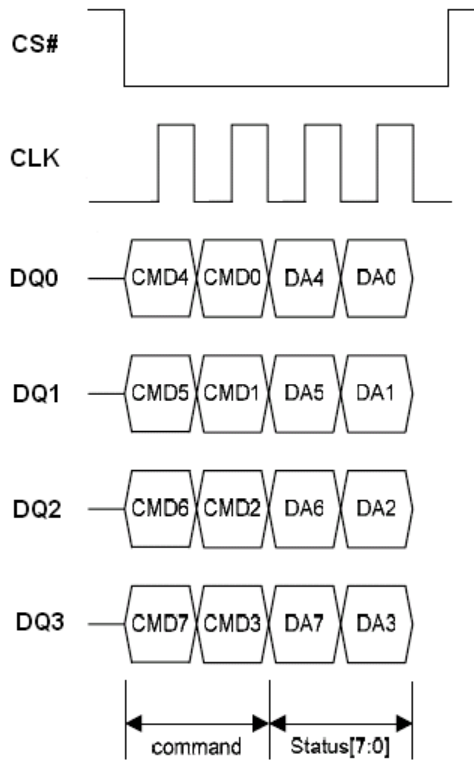 CS#
CLK
DQ0 CMD4 CMD0 DA4 DA0
DQ1 CMD5 CMD1 DA5 DA1
DQ2 CMD6 CMD2 DA6 DA2
DQ3 CMD7 CMD3 DA7 DA3
command Status[7:0]